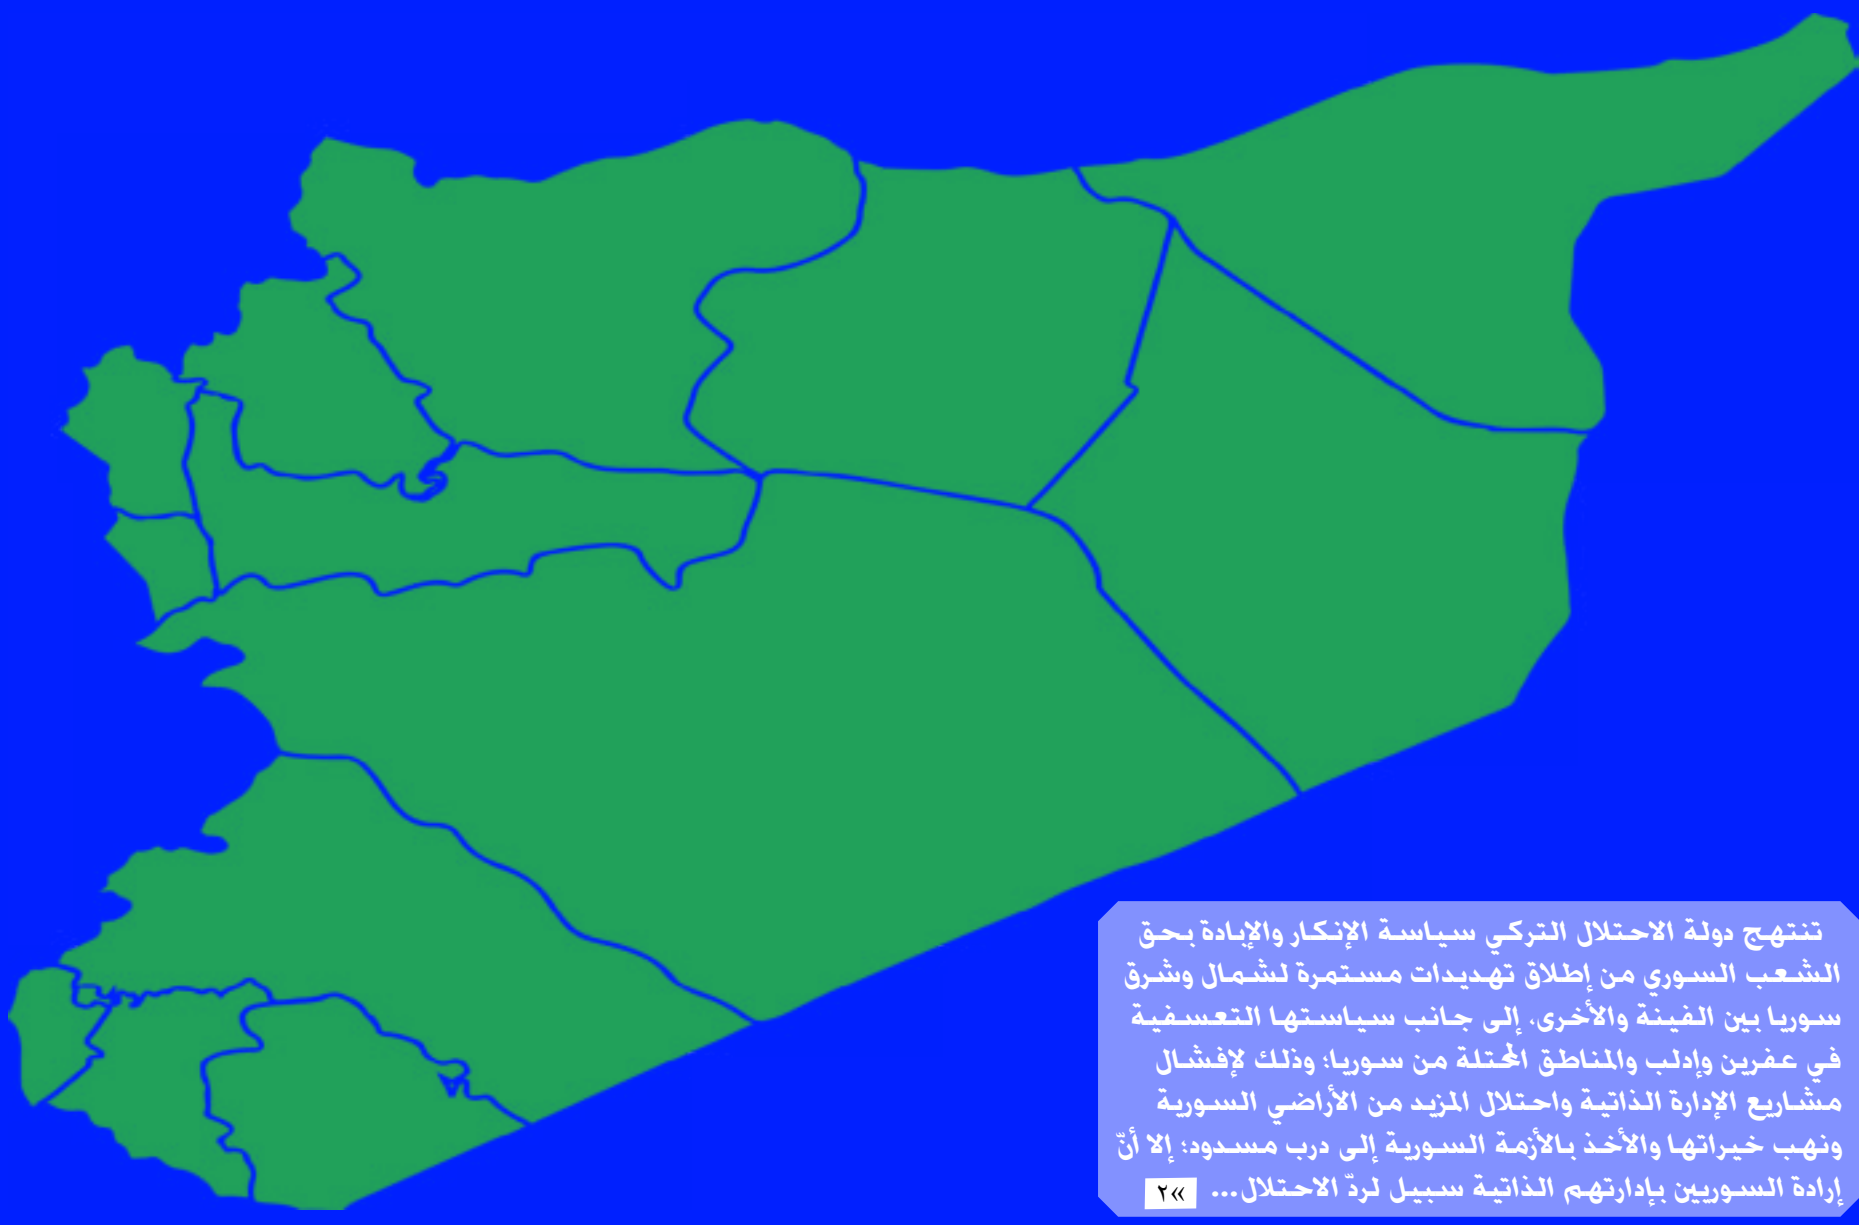 تنتهج دولة الاحتلال التركي سياسة الإنكار والإبادة بحق
الشعب السوري من إطلاق تهديدات مستمرة لشمال وشرق
سوريا بين الفينة والأخرى، إلى جانب سياستها التعسفية
في عفرين وإدلب والمناطق المحتلة من سوريا؛ وذلك لإفشال
مشاريع الإدارة الذاتية واحتلال المزيد من الأراضي السورية
ونهب خيراتها والأخذ بالأزمة السورية إلى درب مسدود؛ إلا أنّ
إرادة السوريين بإدارتهم الذاتية سبيل لردّ الاحتلال... »٢